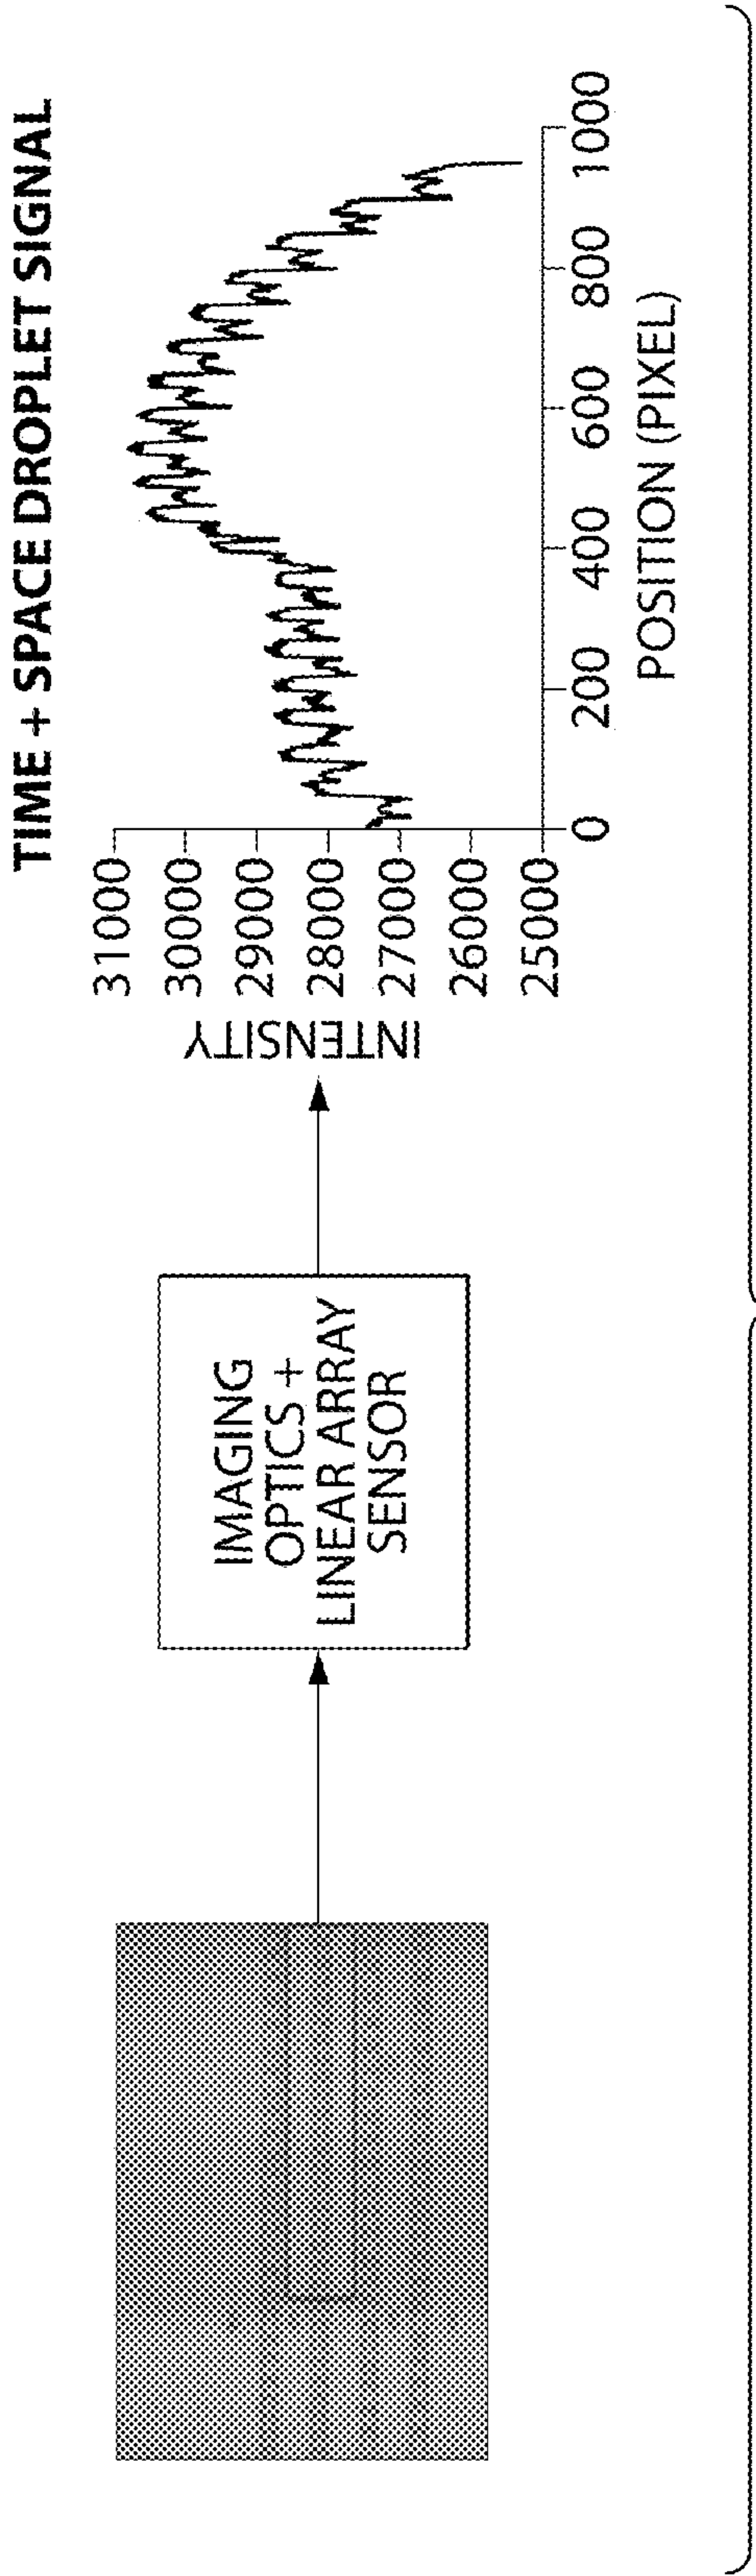 TIME + SPACE DROPLET SIGNAL
IMAGING
OPTICS +
LINEAR ARRAY
SENSOR
INTENSITY
31000
30000
29000
28000
27000
26000
25000
0
200
400
600
800
1000
POSITION (PIXEL)